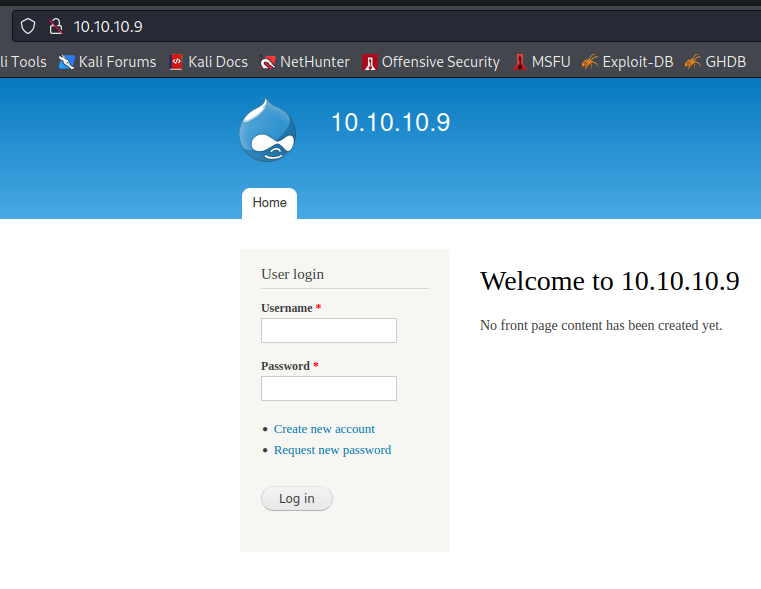 10.10.10.9
li Tools Kali Forums Kali Docs NetHunter Offensive Security MSFU Exploit-DB GHDB
10.10.10.9
Home
User login
Username *
Password *
Create new account
Request new password
Log in
Welcome to 10.10.10.9
No front page content has been created yet.